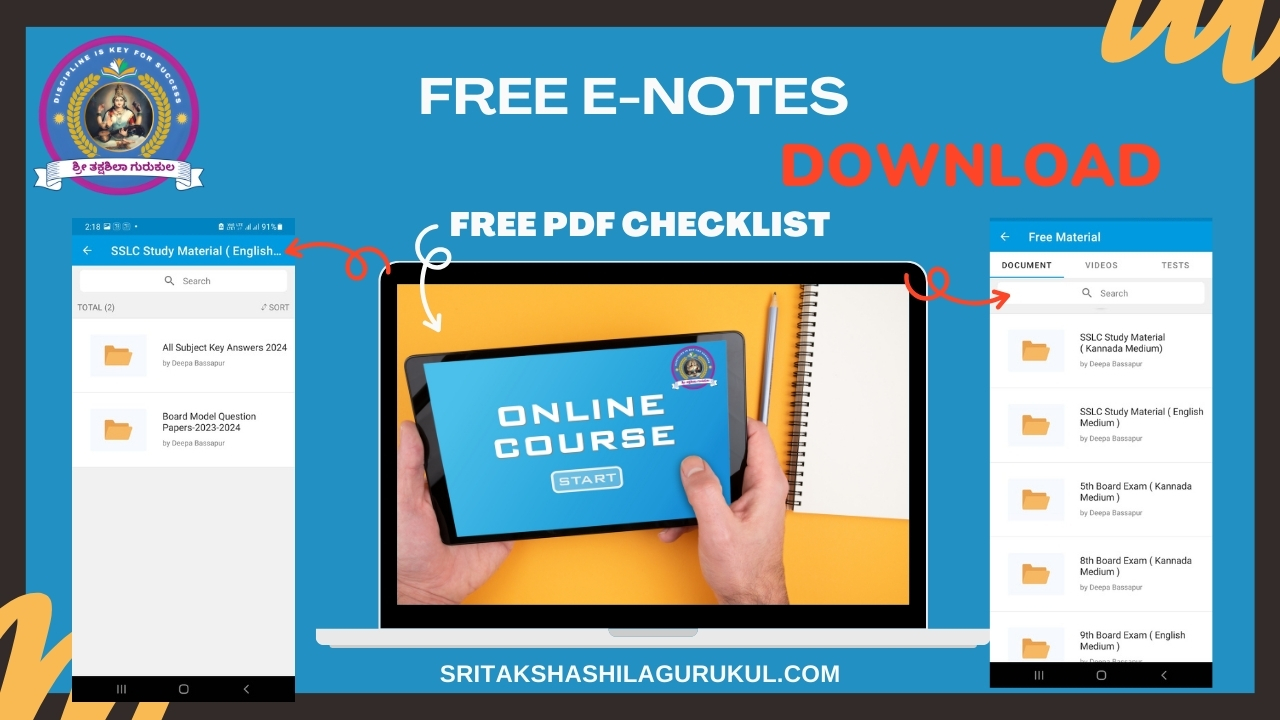 DISCIPLINE IS KEY FOR SUCCESS
ಶ್ರೀ ತಕ್ಷಶಿಲಾ ಗುರುಕುಲ
FREE E-NOTES
DOWNLOAD
FREE PDF CHECKLIST
2:18
91%
SSLC Study Material ( English...
Search
TOTAL (2)
SORT
All Subject Key Answers 2024
by Deepa Bassapur
Board Model Question
Papers-2023-2024
by Deepa Bassapur
ONLINE
COURSE
START
Free Material
DOCUMENT VIDEOS TESTS
Search
SSLC Study Material
( Kannada Medium)
by Deepa Bassapur
SSLC Study Material ( English
Medium )
by Deepa Bassapur
5th Board Exam ( Kannada
Medium )
by Deepa Bassapur
8th Board Exam ( Kannada
Medium )
by Deepa Bassapur
9th Board Exam ( English
Medium )
by Deepa Bassapur
SRITAKSHASHILAGURUKUL.COM